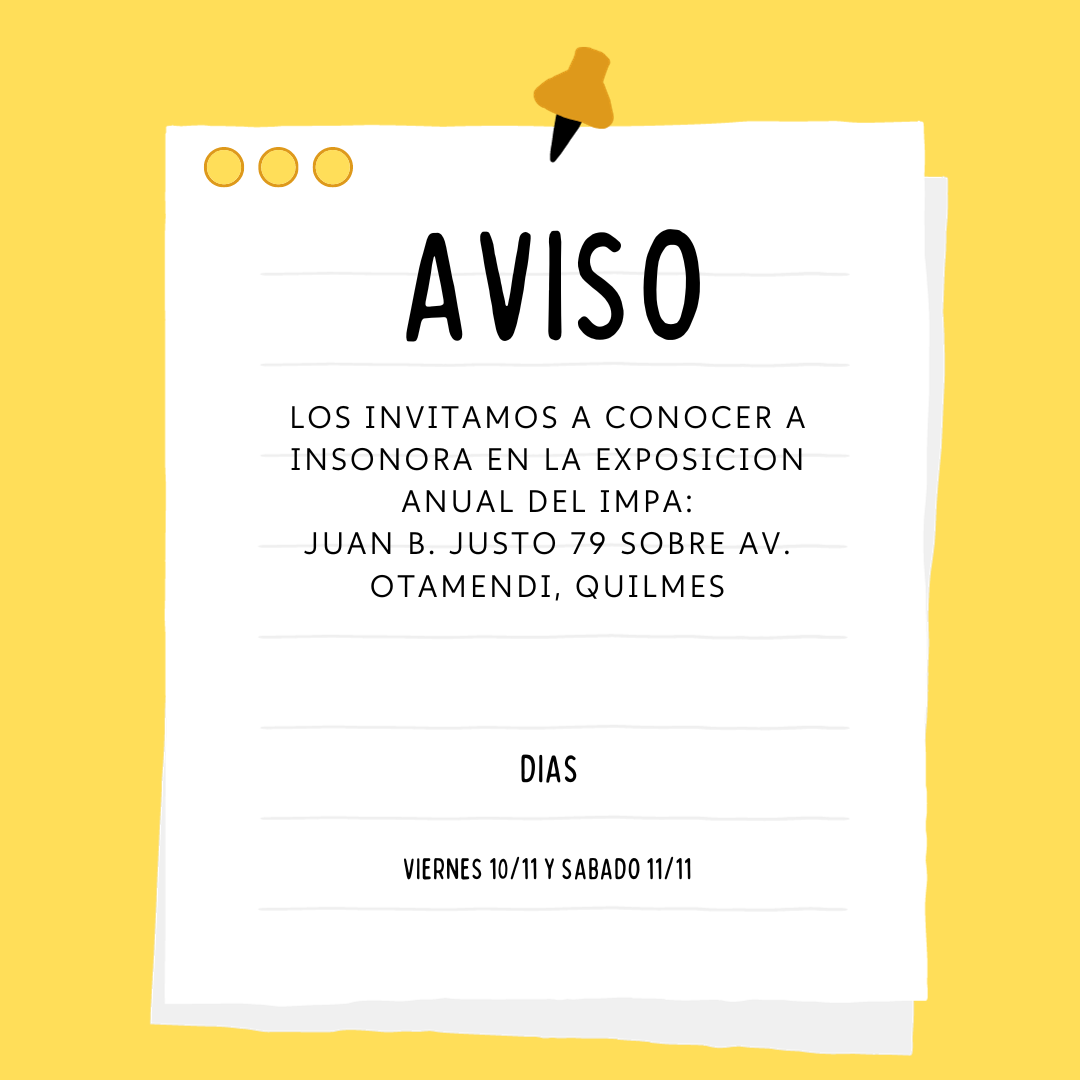 AVISO
LOS INVITAMOS A CONOCER A
INSONORA EN LA EXPOSICION
ANUAL DEL IMPA:
JUAN B. JUSTO 79 SOBRE AV.
OTAMENDI, QUILMES
DIAS
VIERNES 10/11 Y SABADO 11/11